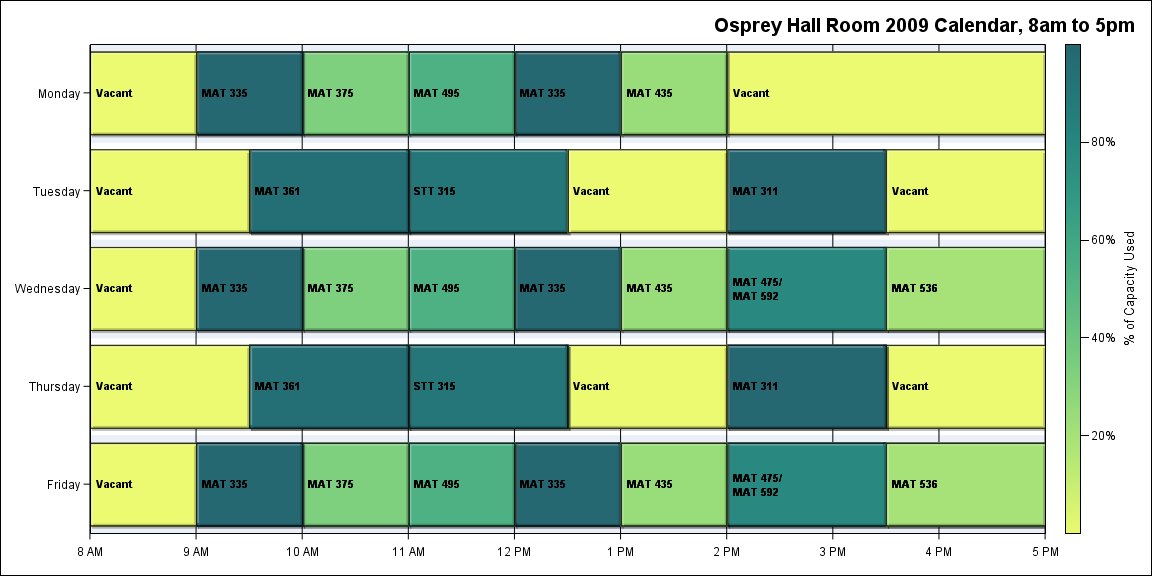 Osprey Hall Room 2009 Calendar, 8am to 5pm
Monday
Vacant
MAT 335
MAT 375
MAT 495
MAT 335
MAT 435
Vacant
Tuesday
Vacant
MAT 361
STT 315
Vacant
MAT 311
Vacant
Wednesday
Vacant
MAT 335
MAT 375
MAT 495
MAT 335
MAT 435
MAT 475/
MAT 592
MAT 536
Thursday
Vacant
MAT 361
STT 315
Vacant
MAT 311
Vacant
Friday
Vacant
MAT 335
MAT 375
MAT 495
MAT 335
MAT 435
MAT 475/
MAT 592
MAT 536
8 AM
9 AM
10 AM
11 AM
12 PM
1 PM
2 PM
3 PM
4 PM
5 PM
80%
60%
40%
20%
% of Capacity Used